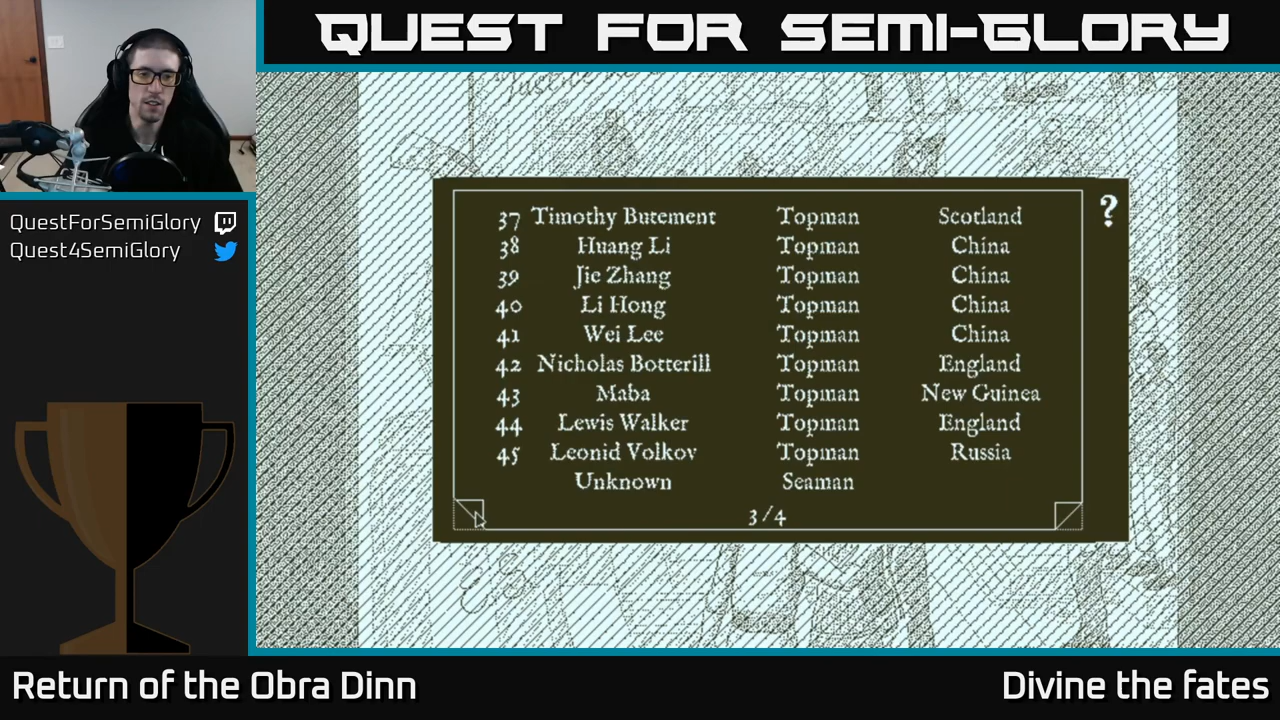 QUEST FOR SEMI-GLORY
QuestForSemiGlory
Quest4SemiGlory
?
37 Timothy Butement Topman Scotland
38 Huang Li Topman China
39 Jie Zhang Topman China
40 Li Hong Topman China
41 Wei Lee Topman China
42 Nicholas Botterill Topman England
43 Maba Topman New Guinea
44 Lewis Walker Topman England
45 Leonid Volkov Topman Russia
Unknown Seaman
3/4
Return of the Obra Dinn
Divine the fates